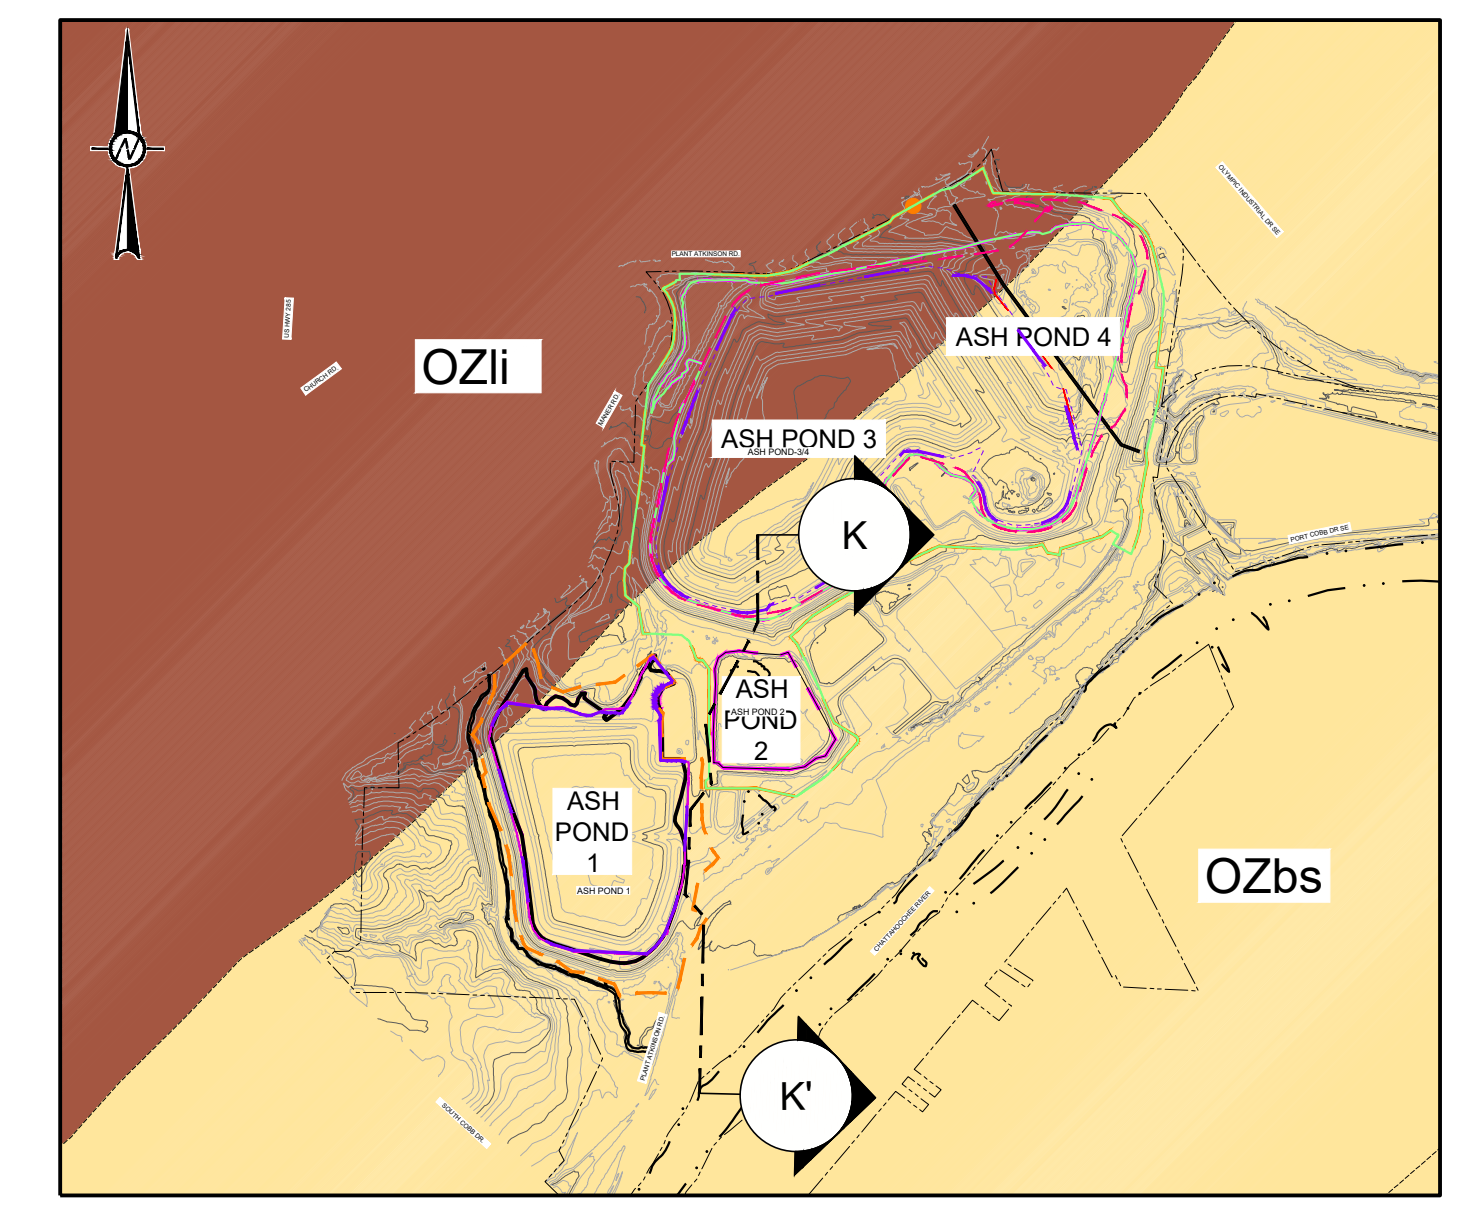 N
OLYMPIC INDUSTRIAL DR SE
PLANT ATKINSON RD.
US HWY 285
ASH POND 4
OZli
CHURCH RD.
MANER RD.
ASH POND 3
ASH POND-3/4
K
PORT COBB DR SE
ASH
POND
2
ASH POND 2
ASH
POND
1
ASH POND 1
OZbs
CHATTAHOOCHEE RIVER
PLANT ATKINSON RD.
K'
SOUTH COBB DR.